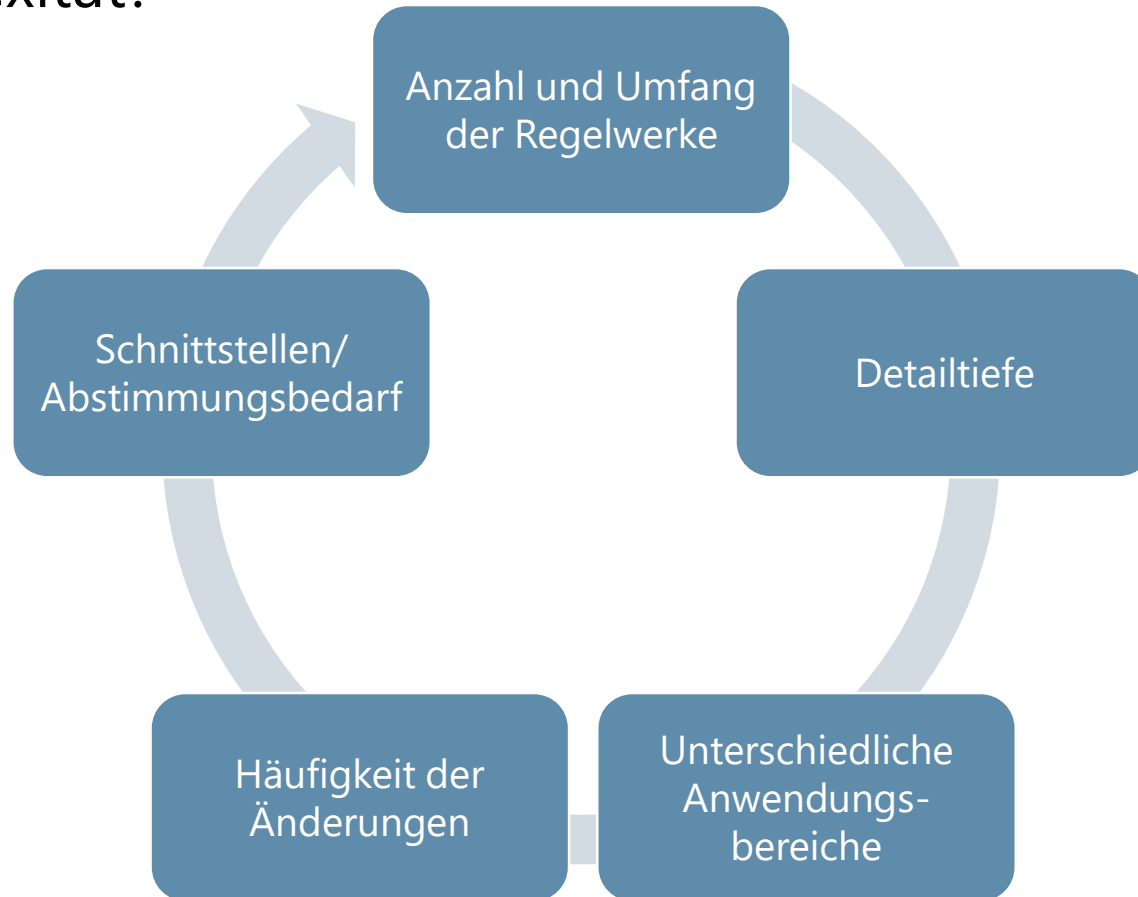 Anzahl und Umfang
der Regelwerke
Schnittstellen/
Abstimmungsbedarf
Detailtiefe
Häufigkeit der
Änderungen
Unterschiedliche
Anwendungs-
bereiche